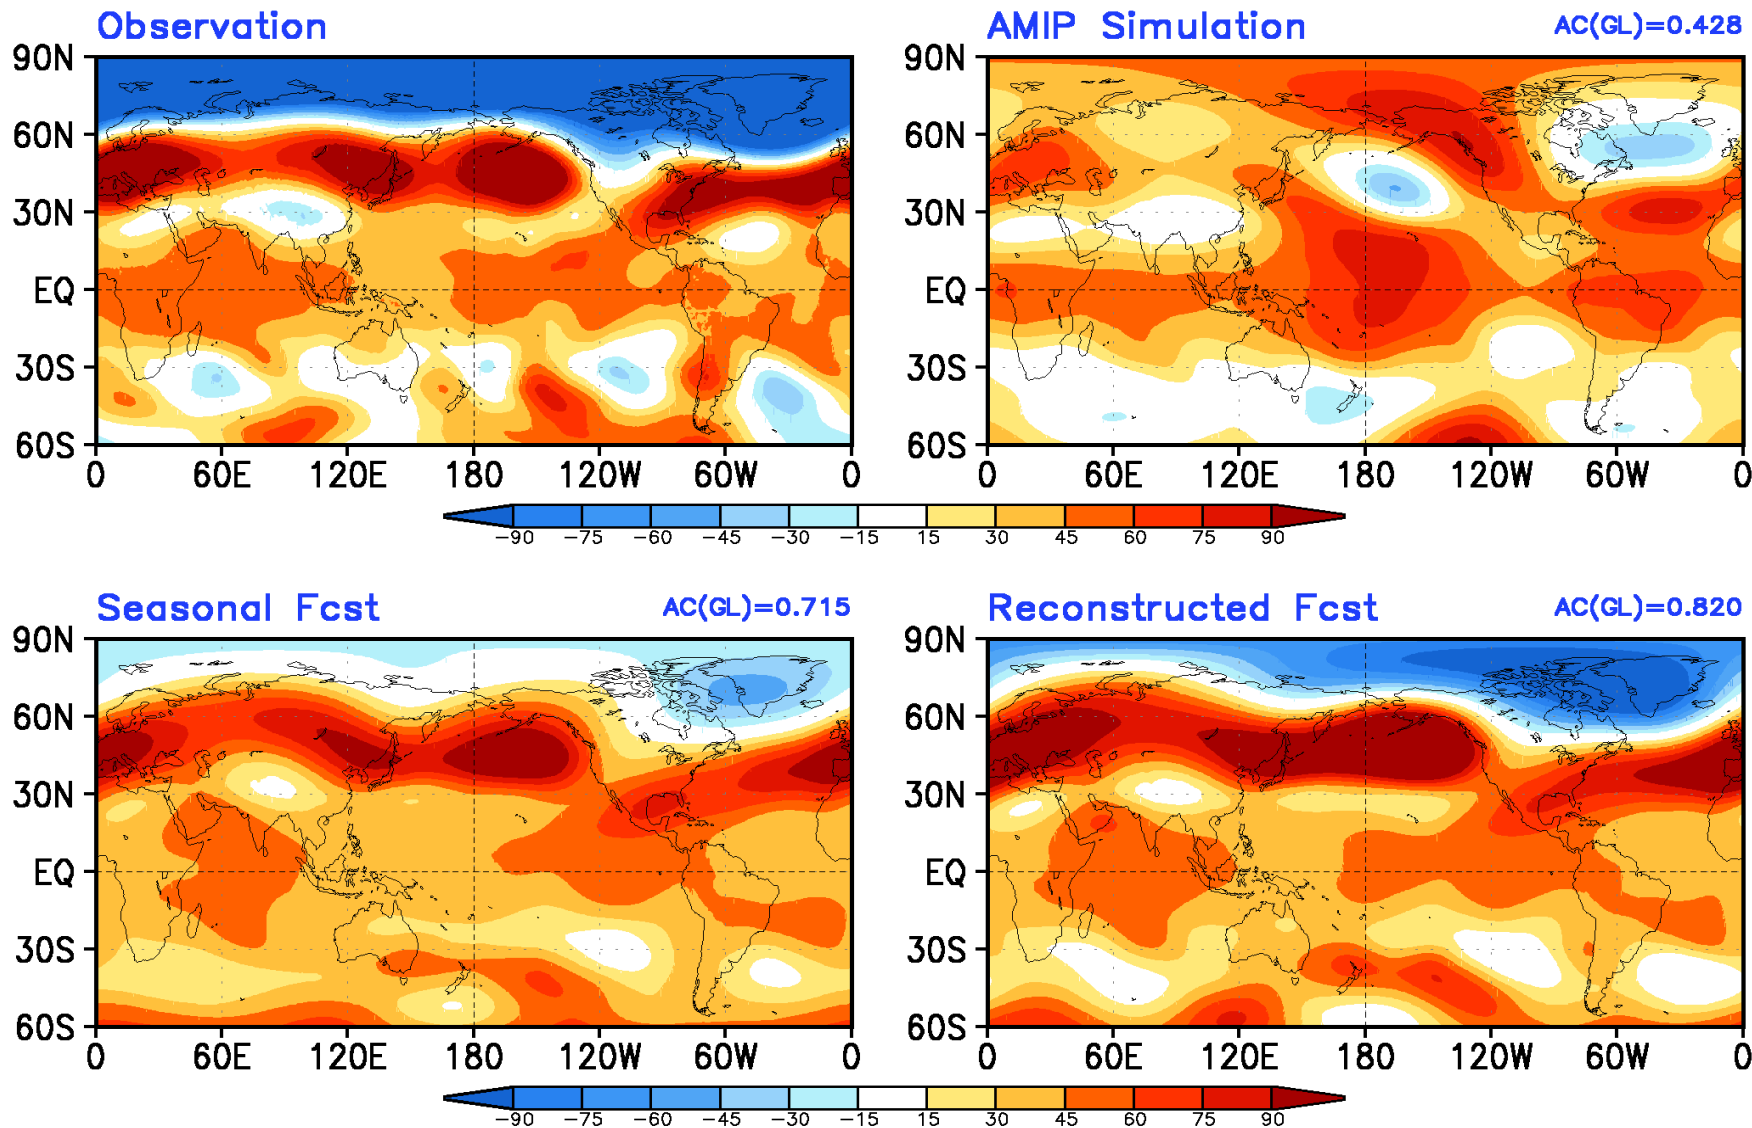 Observation
AMIP Simulation AC(GL)=0.428
90N 90N
60N 60N
30N 30N
EQ EQ
30S 30S
60S 60S
0 60E 120E 180 120W 60W 0 0 60E 120E 180 120W 60W 0
−90 −75 −60 −45 −30 −15 15 30 45 60 75 90
Seasonal Fcst AC(GL)=0.715
Reconstructed Fcst AC(GL)=0.820
90N 90N
60N 60N
30N 30N
EQ EQ
30S 30S
60S 60S
0 60E 120E 180 120W 60W 0 0 60E 120E 180 120W 60W 0
−90 −75 −60 −45 −30 −15 15 30 45 60 75 90